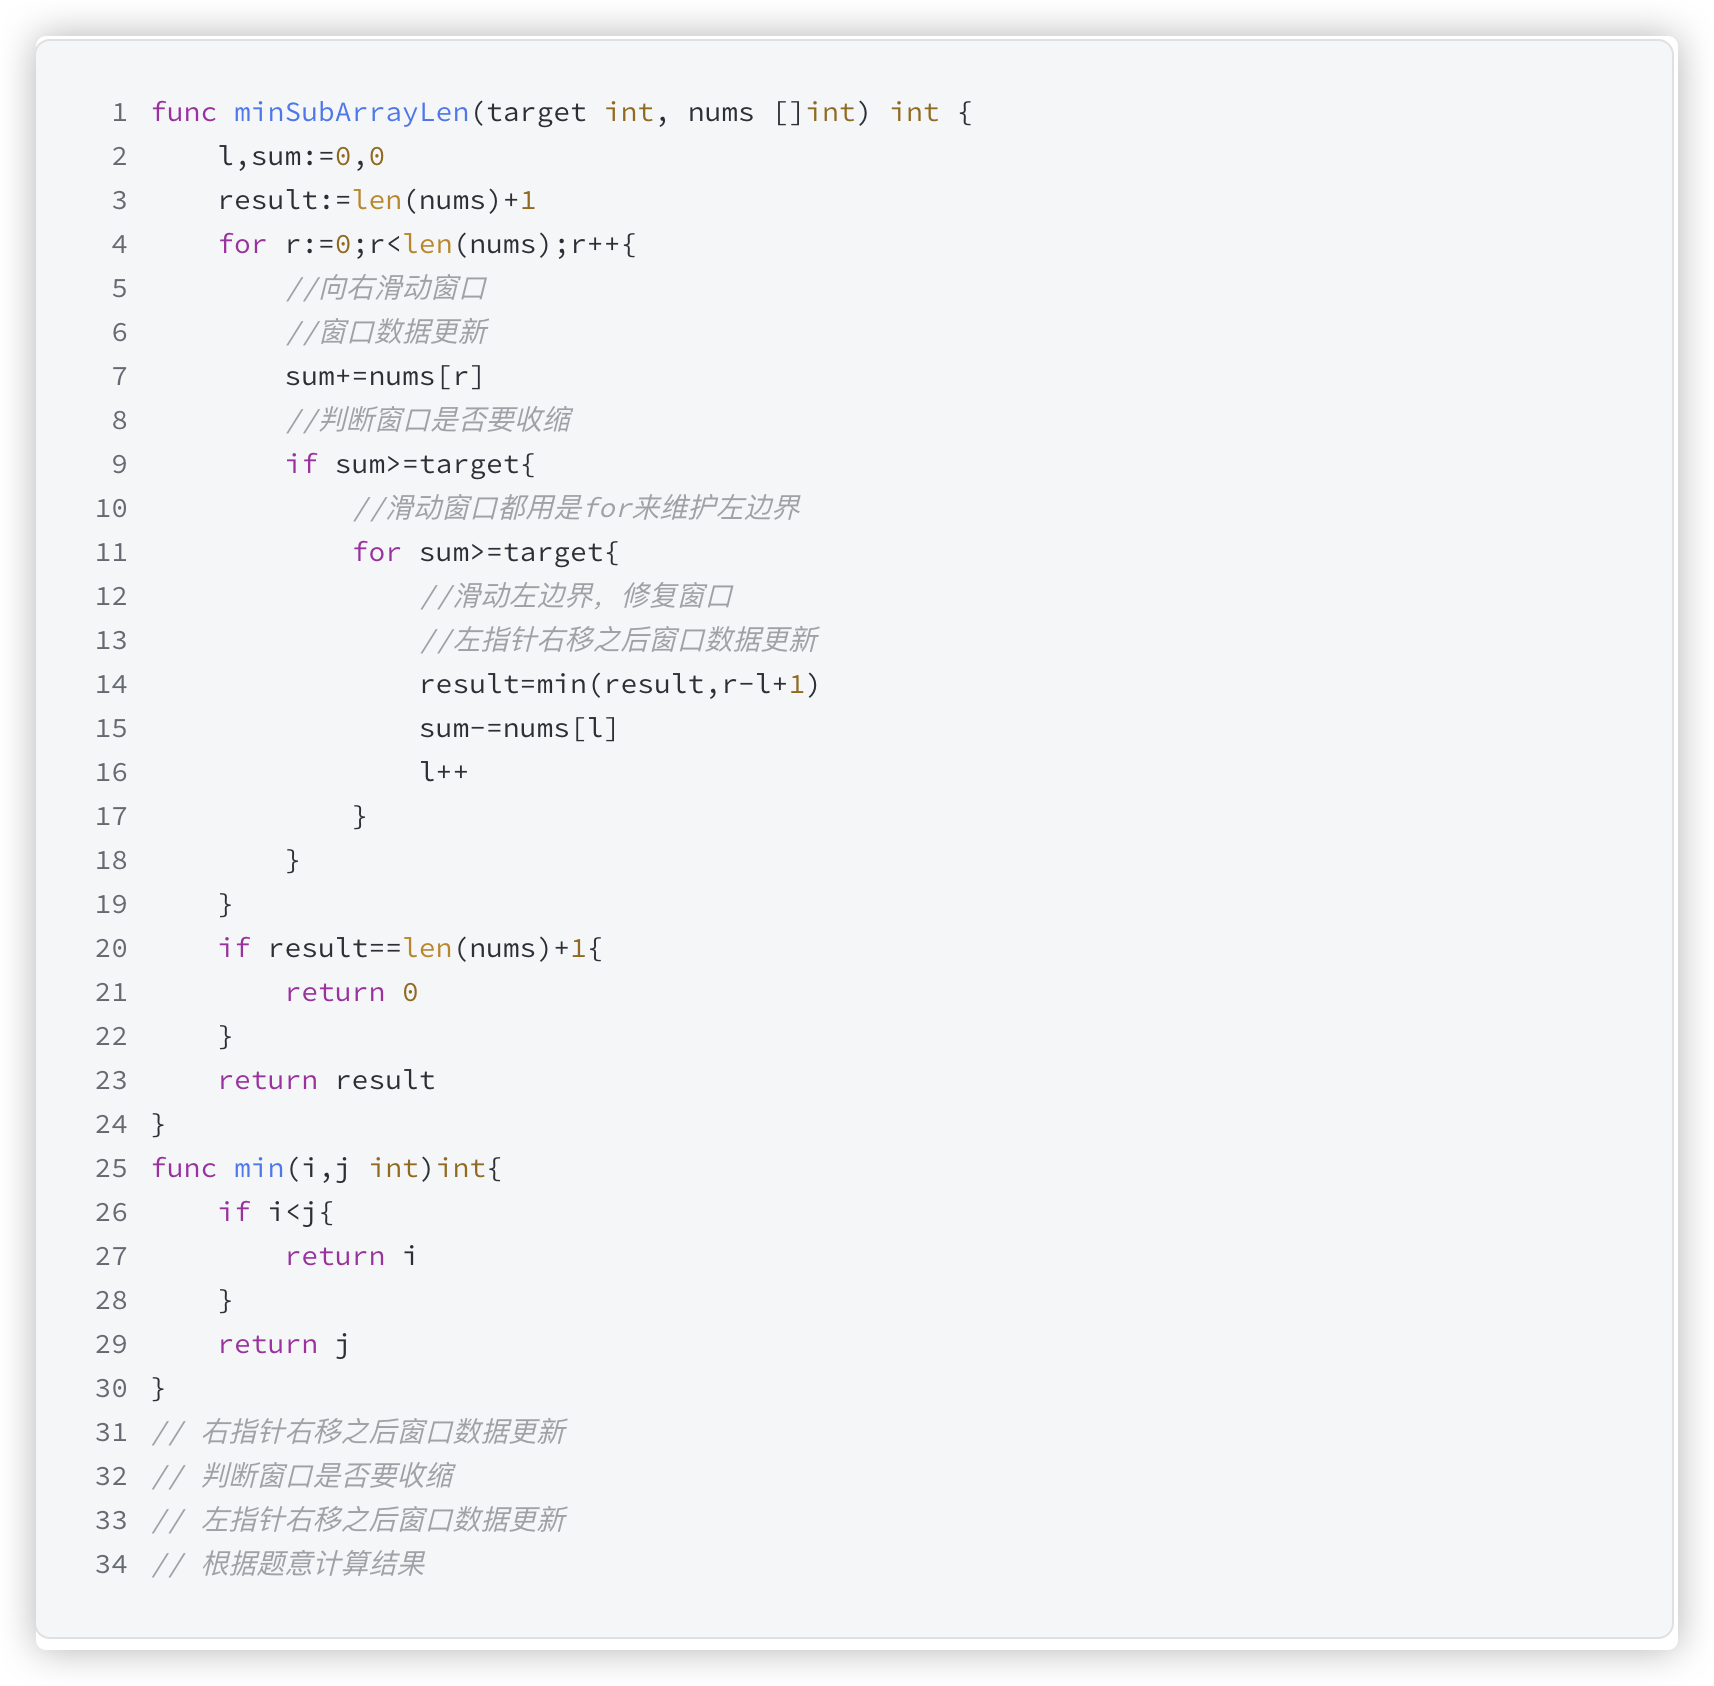 1 func minSubArrayLen(target int, nums []int) int {
2     l,sum:=0,0
3     result:=len(nums)+1
4     for r:=0;r<len(nums);r++{
5         //向右滑动窗口
6         //窗口数据更新
7         sum+=nums[r]
8         //判断窗口是否要收缩
9         if sum>=target{
10             //滑动窗口都用是for来维护左边界
11             for sum>=target{
12                 //滑动左边界，修复窗口
13                 //左指针右移之后窗口数据更新
14                 result=min(result,r-l+1)
15                 sum-=nums[l]
16                 l++
17             }
18         }
19     }
20     if result==len(nums)+1{
21         return 0
22     }
23     return result
24 }
25 func min(i,j int)int{
26     if i<j{
27         return i
28     }
29     return j
30 }
31 // 右指针右移之后窗口数据更新
32 // 判断窗口是否要收缩
33 // 左指针右移之后窗口数据更新
34 // 根据题意计算结果